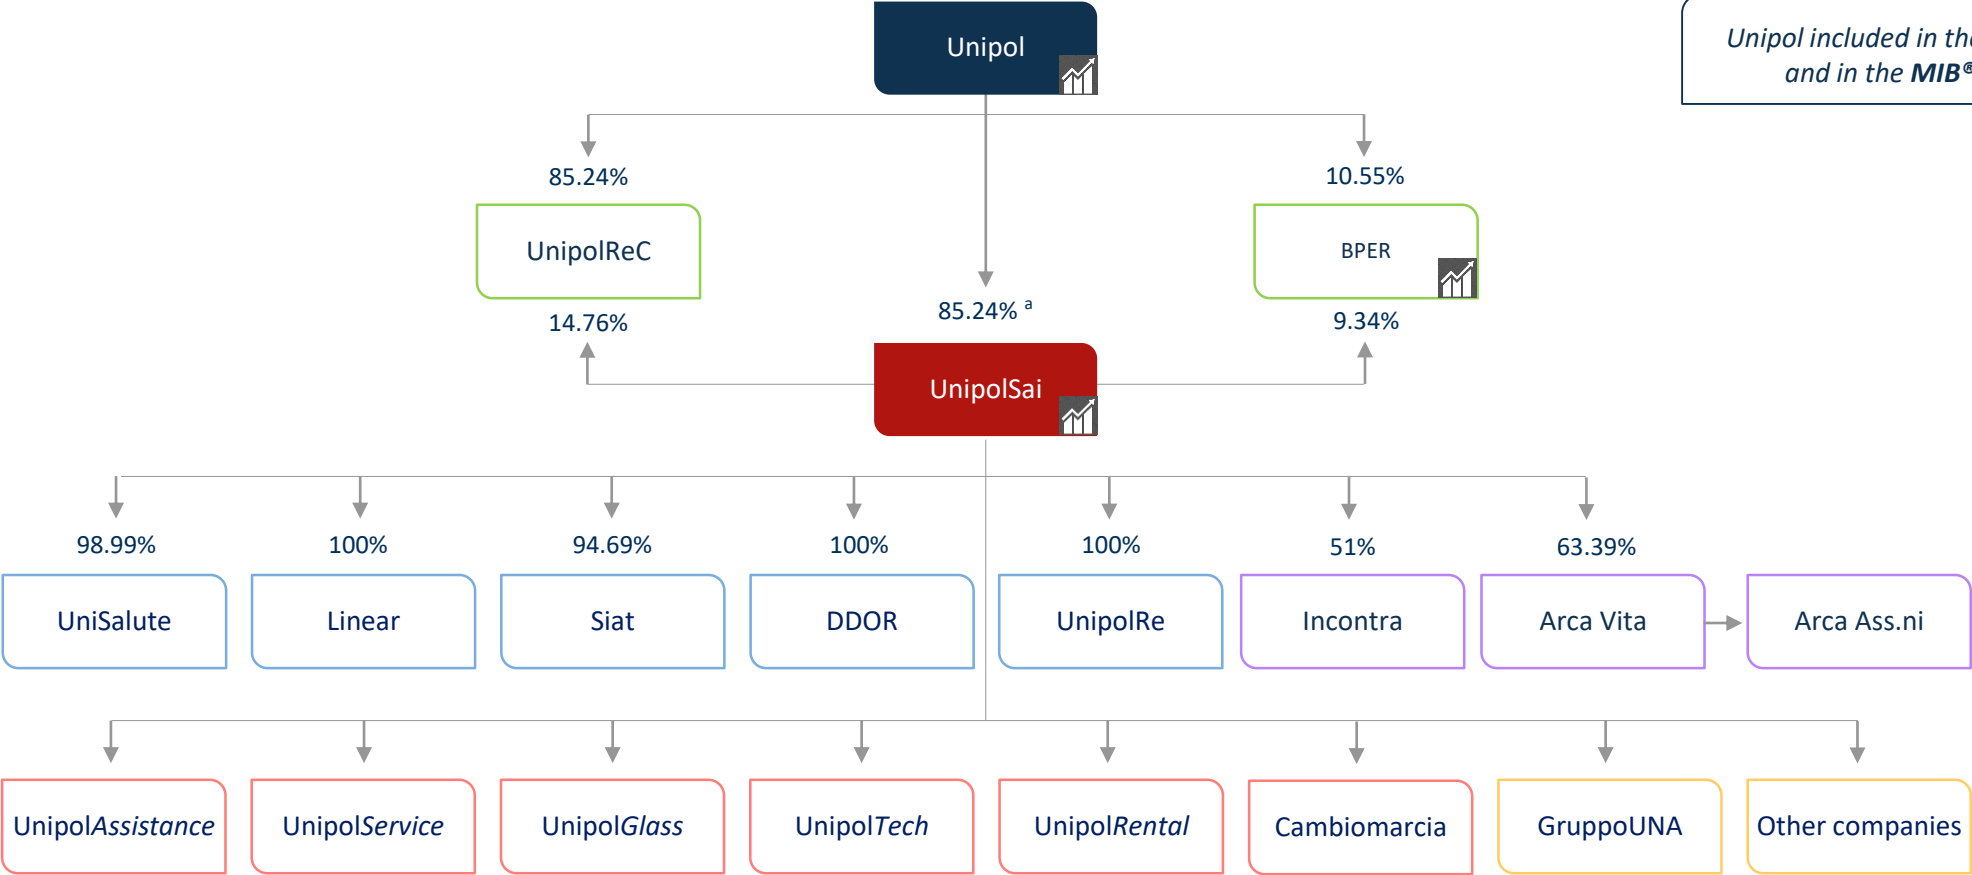 Unipol
Unipol included in the
and in the MIB®
85.24%
10.55%
UnipolReC
BPER
14.76%
85.24% a
9.34%
UnipolSai
98.99%
100%
94.69%
100%
100%
51%
63.39%
UniSalute
Linear
Siat
DDOR
UnipolRe
Incontra
Arca Vita
Arca Ass.ni
UnipolAssistance
UnipolService
UnipolGlass
UnipolTech
UnipolRental
Cambiomarcia
GruppoUNA
Other companies